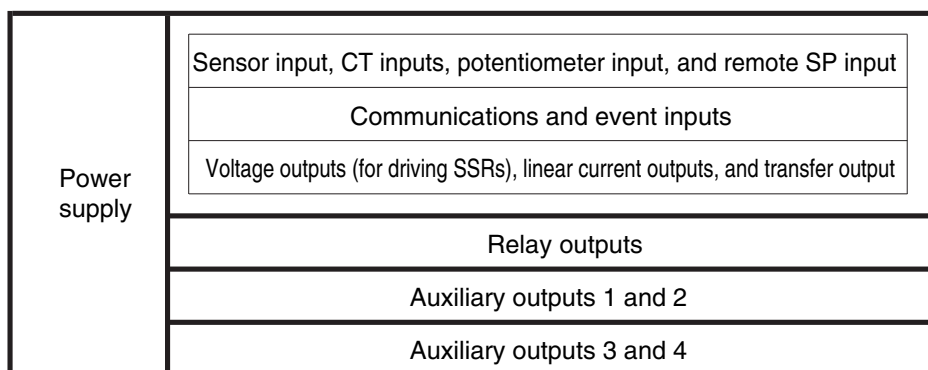 Power
supply
Sensor input, CT inputs, potentiometer input, and remote SP input
Communications and event inputs
Voltage outputs (for driving SSRs), linear current outputs, and transfer output
Relay outputs
Auxiliary outputs 1 and 2
Auxiliary outputs 3 and 4